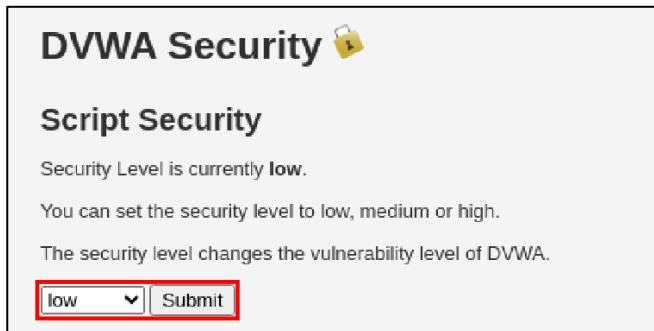 DVWA Security
Script Security
Security Level is currently low.
You can set the security level to low, medium or high.
The security level changes the vulnerability level of DVWA.
low Submit